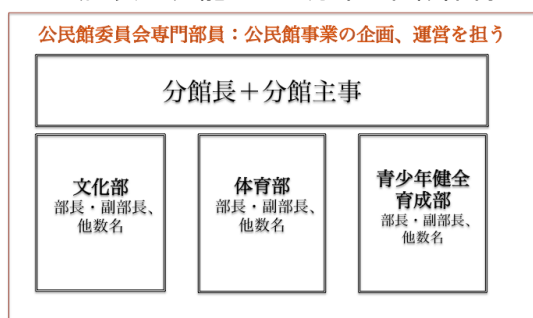 公民館委員会専門部員：公民館事業の企画、運営を担う
分館長＋分館主事
文化部
部長・副部長、
他数名
体育部
部長・副部長、
他数名
青少年健全
育成部
部長・副部長、
他数名